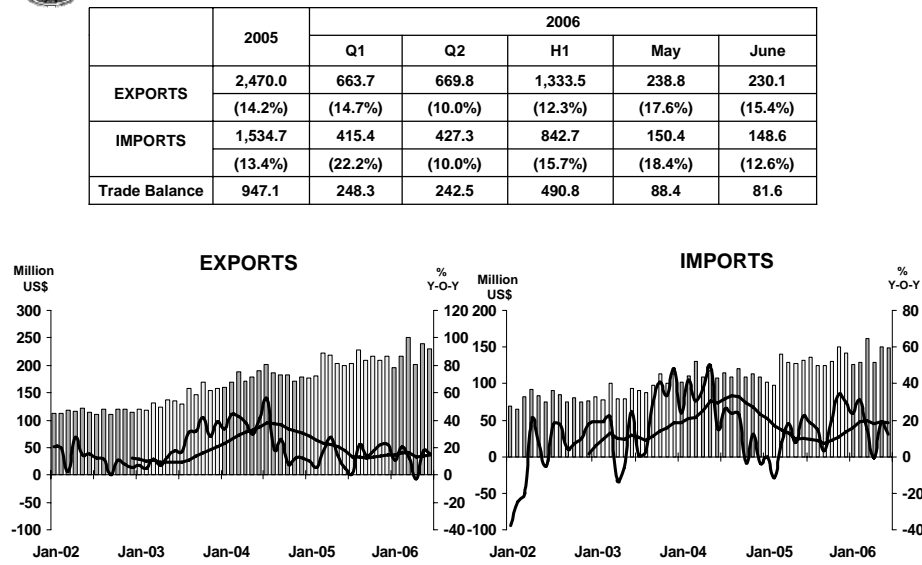 2005 2006
Q1 Q2 H1 May June
EXPORTS 2,470.0 663.7 669.8 1,333.5 238.8 230.1
(14.2%) (14.7%) (10.0%) (12.3%) (17.6%) (15.4%)
IMPORTS 1,534.7 415.4 427.3 842.7 150.4 148.6
(13.4%) (22.2%) (10.0%) (15.7%) (18.4%) (12.6%)
Trade Balance 947.1 248.3 242.5 490.8 88.4 81.6
EXPORTS
Million
US$
%
Y-O-Y
300
250
200
150
100
50
0
-50
-100
120
100
80
60
40
20
0
-20
-40
Jan-02 Jan-03 Jan-04 Jan-05 Jan-06
IMPORTS
Million
US$
%
Y-O-Y
200
150
100
50
0
-50
-100
80
60
40
20
0
-20
-40
Jan-02 Jan-03 Jan-04 Jan-05 Jan-06